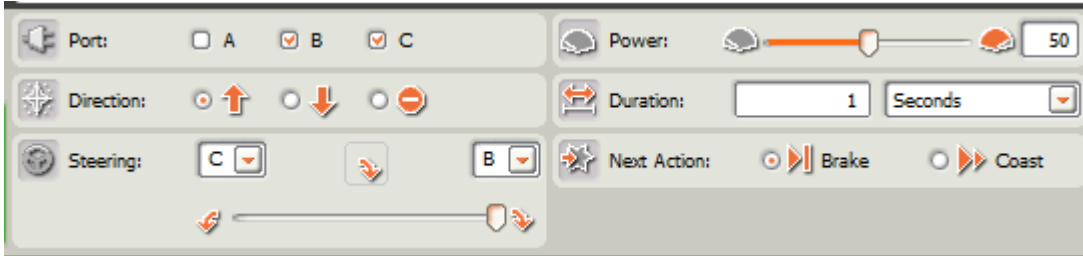 Port: A B C
Power: 50
Direction:
Duration: 1 Seconds
Steering: C B
Next Action: Brake Coast